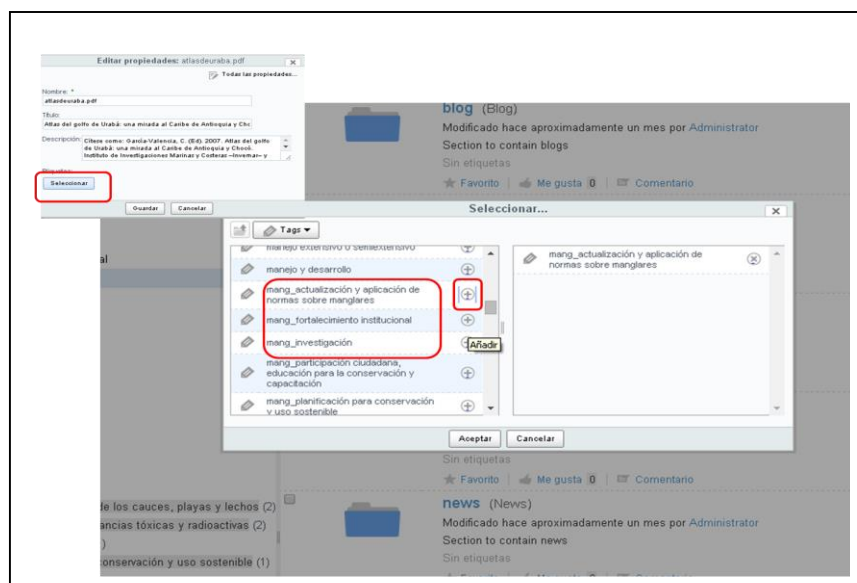 Editar propiedades: atlasdeuraba.pdf
Todas las propiedades...
Nombre: *
atlasdeuraba.pdf
Título:
Atlas del golfo de Urabá: una mirada al Caribe de Antioquia y Chc
Descripción:
Cítese como: García-Valencia, C. (Ed). 2007. Atlas del golfo
de Urabá: una mirada al Caribe de Antioquia y Chocó.
Instituto de Investigaciones Marinas y Costeras –Invemar– y
Seleccionar
Guardar Cancelar
blog (Blog)
Modificado hace aproximadamente un mes por Administrator
Section to contain blogs
Sin etiquetas
Favorito Me gusta 0 Comentario
al
Seleccionar...
Tags
manejo extensivo o semiextensivo
manejo y desarrollo
mang_actualización y aplicación de
normas sobre manglares
mang_fortalecimiento institucional
mang_investigación
Añadir
mang_participación ciudadana,
educación para la conservación y
capacitación
mang_planificación para conservación
y uso sostenible
mang_actualización y aplicación de
normas sobre manglares
Aceptar Cancelar
Sin etiquetas
Favorito Me gusta 0 Comentario
de los cauces, playas y lechos (2)
ancias tóxicas y radioactivas (2)
)
conservación y uso sostenible (1)
news (News)
Modificado hace aproximadamente un mes por Administrator
Section to contain news
Sin etiquetas